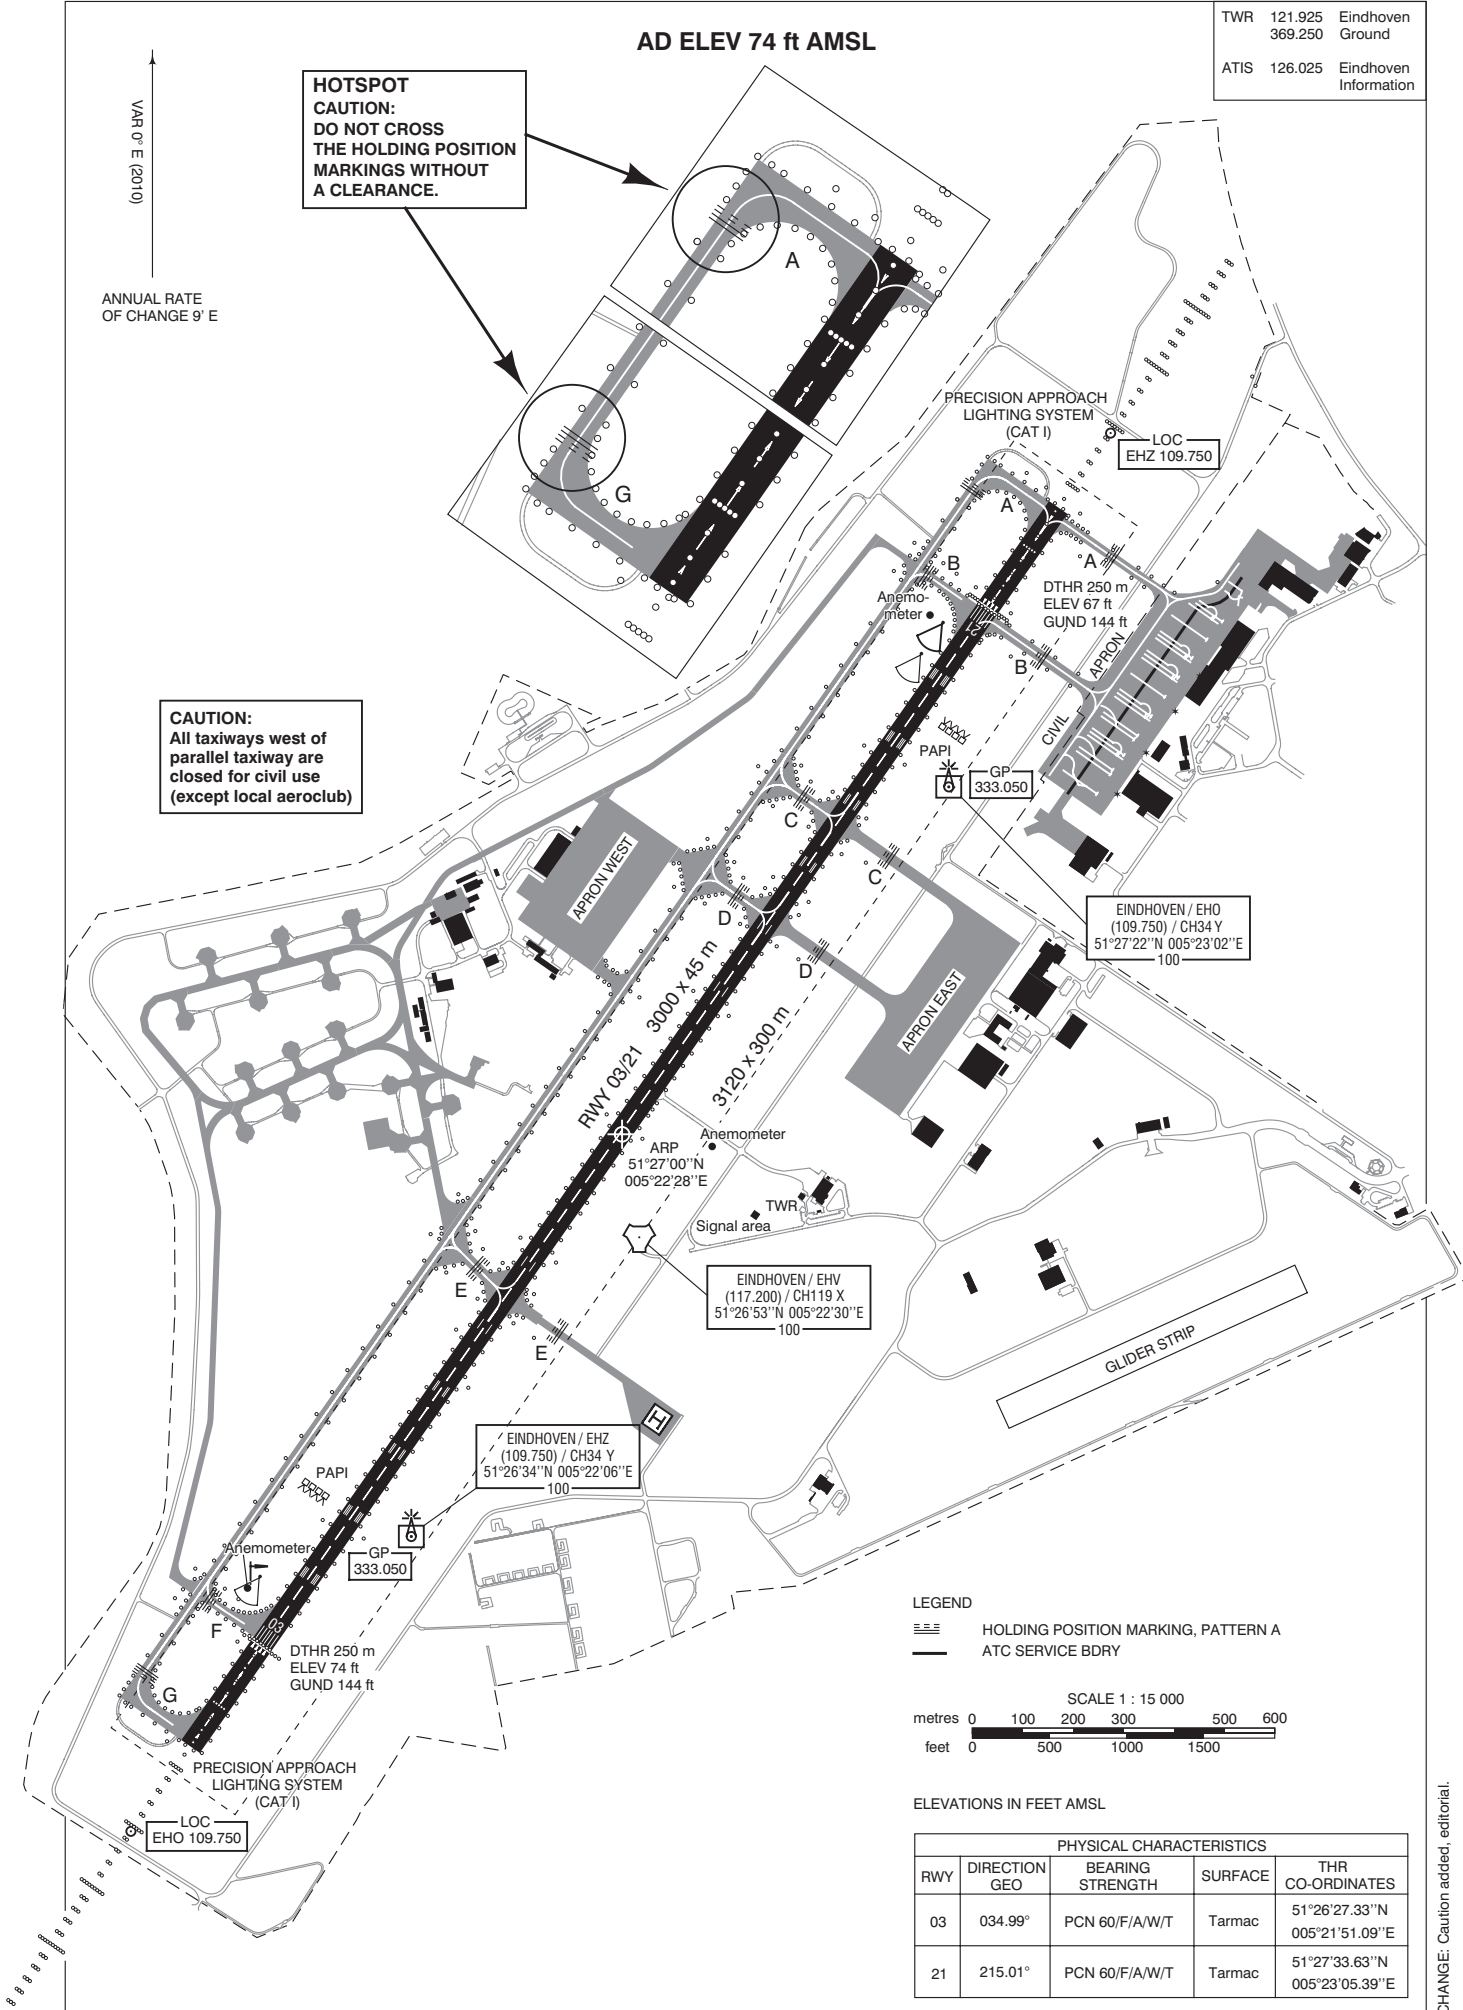 AD ELEV 74 ft AMSL
TWR 121.925 Eindhoven
369.250 Ground
ATIS 126.025 Eindhoven
Information
VAR 0° E (2010)
ANNUAL RATE
OF CHANGE 9' E
HOTSPOT
CAUTION:
DO NOT CROSS
THE HOLDING POSITION
MARKINGS WITHOUT
A CLEARANCE.
A
G
PRECISION APPROACH
LIGHTING SYSTEM
(CAT I)
LOC
EHZ 109.750
A
A
B
B
Anemo-
meter
DTHR 250 m
ELEV 67 ft
GUND 144 ft
21
CIVIL APRON
PAPI
GP
333.050
CAUTION:
All taxiways west of
parallel taxiway are
closed for civil use
(except local aeroclub)
C
C
APRON WEST
D
D
EINDHOVEN / EHO
(109.750) / CH34 Y
51°27'22''N 005°23'02''E
100
APRON EAST
RWY 03/21 3000 x 45 m
3120 x 300 m
ARP
51°27'00''N
005°22'28''E
Anemometer
TWR
Signal area
EINDHOVEN / EHV
(117.200) / CH119 X
51°26'53''N 005°22'30''E
100
E
E
GLIDER STRIP
H
EINDHOVEN / EHZ
(109.750) / CH34 Y
51°26'34''N 005°22'06''E
100
PAPI
GP
333.050
Anemometer
F
03
DTHR 250 m
ELEV 74 ft
GUND 144 ft
G
PRECISION APPROACH
LIGHTING SYSTEM
(CAT I)
LOC
EHO 109.750
LEGEND
HOLDING POSITION MARKING, PATTERN A
ATC SERVICE BDRY
SCALE 1 : 15 000
metres 0 100 200 300 500 600
feet 0 500 1000 1500
ELEVATIONS IN FEET AMSL
PHYSICAL CHARACTERISTICS
RWY DIRECTION GEO BEARING STRENGTH SURFACE THR CO-ORDINATES
03 034.99° PCN 60/F/A/W/T Tarmac 51°26'27.33''N 005°21'51.09''E
21 215.01° PCN 60/F/A/W/T Tarmac 51°27'33.63''N 005°23'05.39''E
CHANGE: Caution added, editorial.